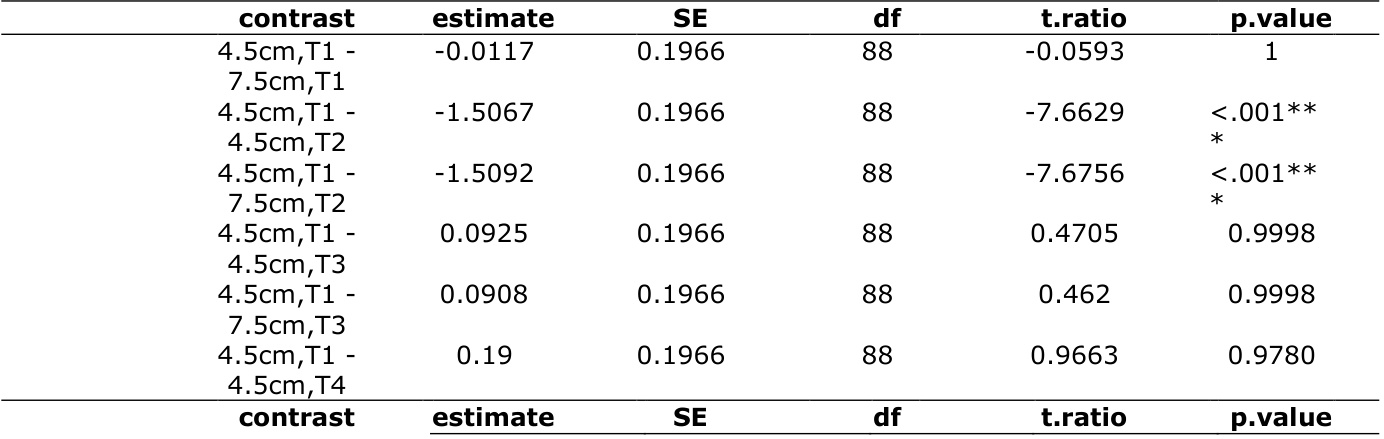 contrast estimate SE df t.ratio p.value
4.5cm,T1 - -0.0117 0.1966 88 -0.0593 1
7.5cm,T1
4.5cm,T1 - -1.5067 0.1966 88 -7.6629 <.001**
4.5cm,T2 *
4.5cm,T1 - -1.5092 0.1966 88 -7.6756 <.001**
7.5cm,T2 *
4.5cm,T1 - 0.0925 0.1966 88 0.4705 0.9998
4.5cm,T3
4.5cm,T1 - 0.0908 0.1966 88 0.462 0.9998
7.5cm,T3
4.5cm,T1 - 0.19 0.1966 88 0.9663 0.9780
4.5cm,T4
contrast estimate SE df t.ratio p.value